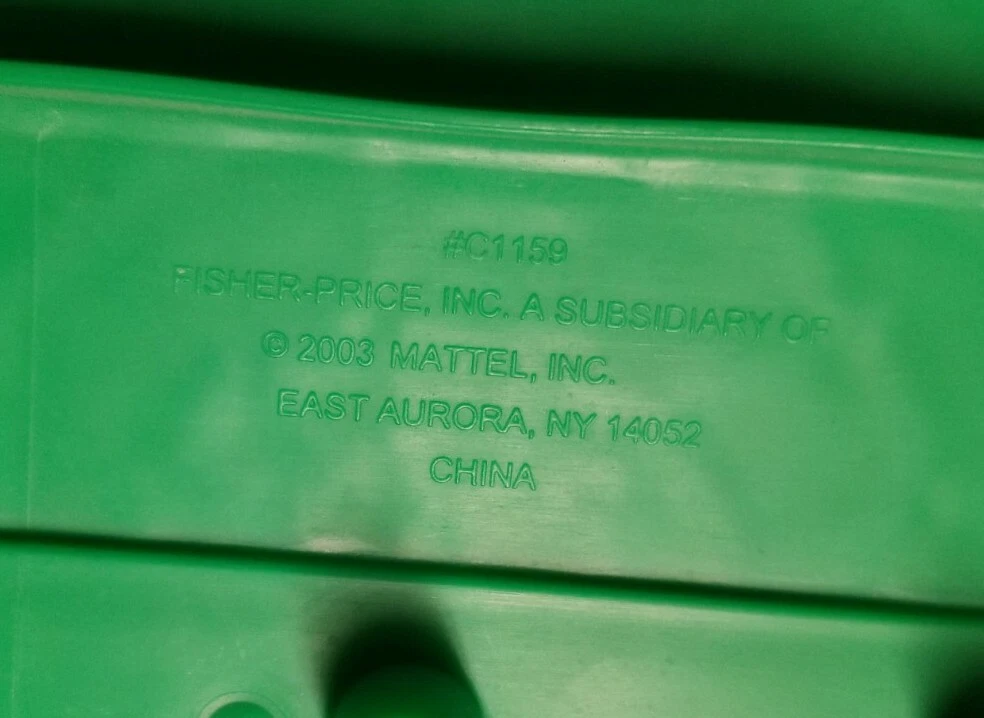 #C1159
FISHER-PRICE, INC. A SUBSIDIARY OF
© 2003 MATTEL, INC.
EAST AURORA, NY 14052
CHINA